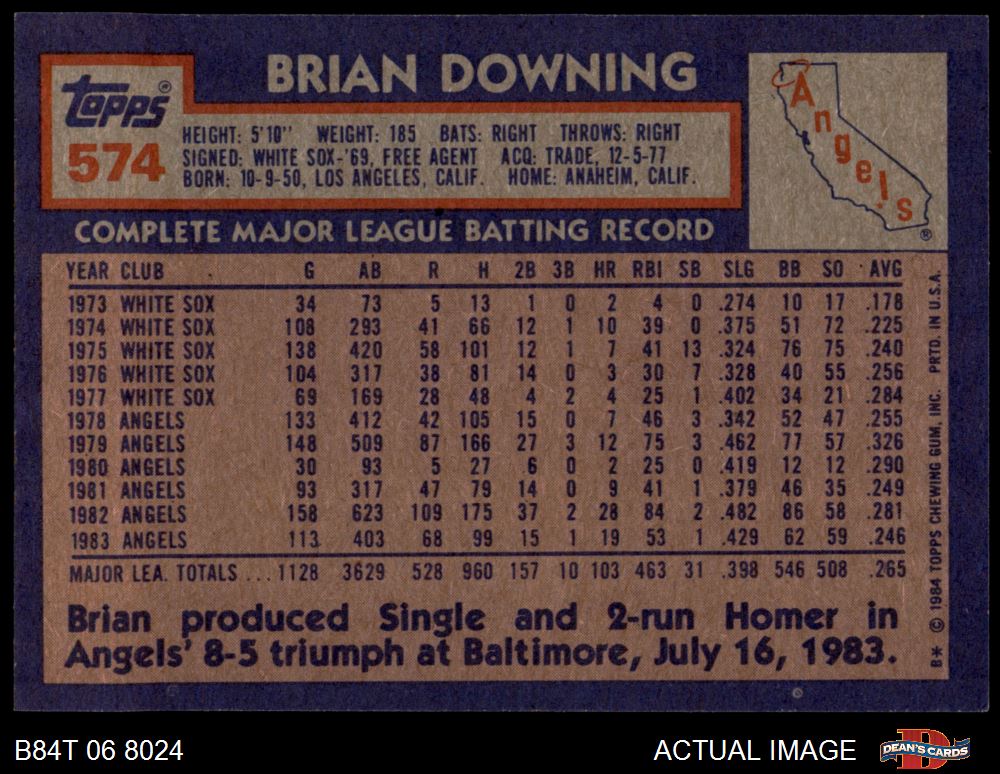 BRIAN DOWNING
Topps®
574
HEIGHT: 5'10" WEIGHT: 185 BATS: RIGHT THROWS: RIGHT
SIGNED: WHITE SOX-'69, FREE AGENT ACQ: TRADE, 12-5-77
BORN: 10-9-50, LOS ANGELES, CALIF. HOME: ANAHEIM, CALIF.
Angels
®
COMPLETE MAJOR LEAGUE BATTING RECORD
YEAR CLUB G AB R H 2B 3B HR RBI SB SLG BB SO AVG
1973 WHITE SOX 34 73 5 13 1 0 2 4 0 .274 10 17 .178
1974 WHITE SOX 108 293 41 66 12 1 10 39 0 .375 51 72 .225
1975 WHITE SOX 138 420 58 101 12 1 7 41 13 .324 76 75 .240
1976 WHITE SOX 104 317 38 81 14 0 3 30 7 .328 40 55 .256
1977 WHITE SOX 69 169 28 48 4 2 4 25 1 .402 34 21 .284
1978 ANGELS 133 412 42 105 15 0 7 46 3 .342 52 47 .255
1979 ANGELS 148 509 87 166 27 3 12 75 3 .462 77 57 .326
1980 ANGELS 30 93 5 27 6 0 2 25 0 .419 12 12 .290
1981 ANGELS 93 317 47 79 14 0 9 41 1 .379 46 35 .249
1982 ANGELS 158 623 109 175 37 2 28 84 2 .482 86 58 .281
1983 ANGELS 113 403 68 99 15 1 19 53 1 .429 62 59 .246
MAJOR LEA. TOTALS ... 1128 3629 528 960 157 10 103 463 31 .398 546 508 .265
Brian produced Single and 2-run Homer in
Angels' 8-5 triumph at Baltimore, July 16, 1983.
B* © 1984 TOPPS CHEWING GUM, INC. PRTD. IN U.S.A.
B84T 06 8024
ACTUAL IMAGE
DEAN'S CARDS